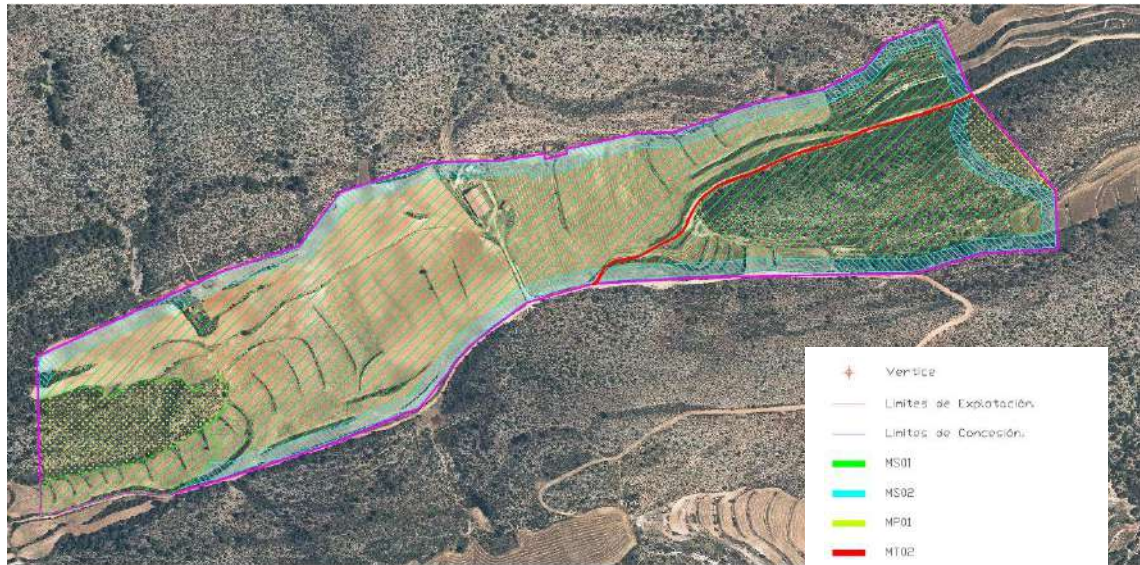 Vertice
Limites de Explotación.
Limites de Concesión.
MS01
MS02
MP01
MT02